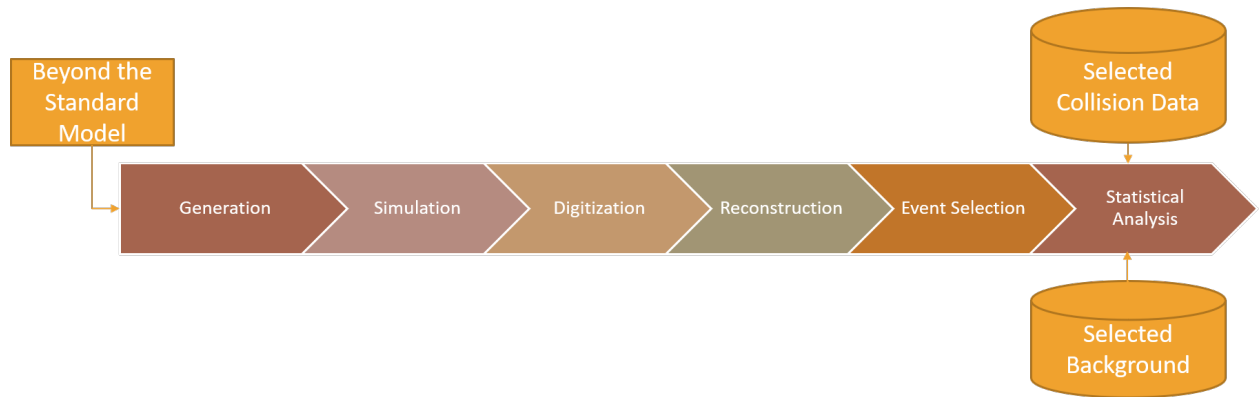 Beyond the
Standard
Model
Selected
Collision Data
Generation
Simulation
Digitization
Reconstruction
Event Selection
Statistical
Analysis
Selected
Background